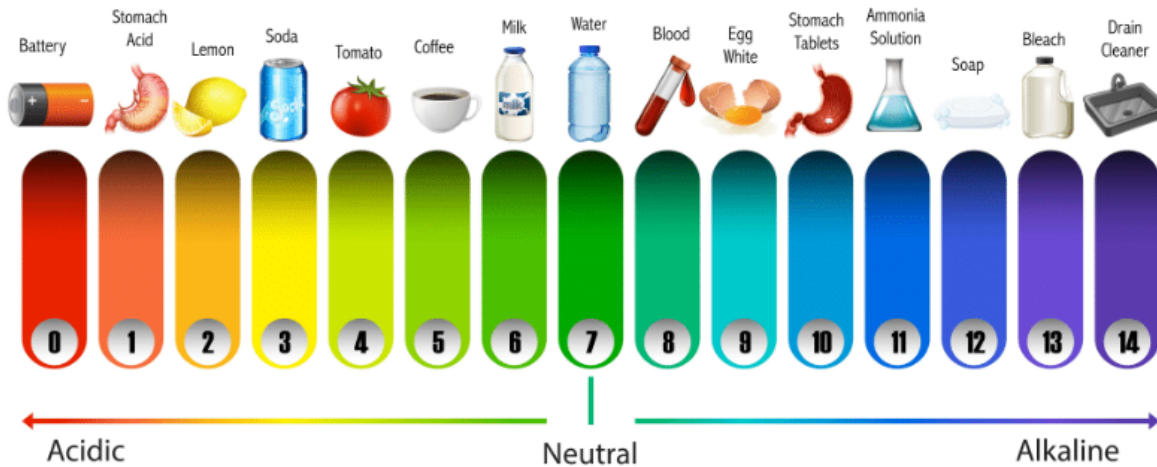 Battery
Stomach
Acid
Lemon
Soda
Tomato
Coffee
Milk
Water
Blood
Egg
White
Stomach
Tablets
Ammonia
Solution
Soap
Bleach
Drain
Cleaner
+ -
Soda
milk
0 1 2 3 4 5 6 7 8 9 10 11 12 13 14
Acidic Neutral Alkaline